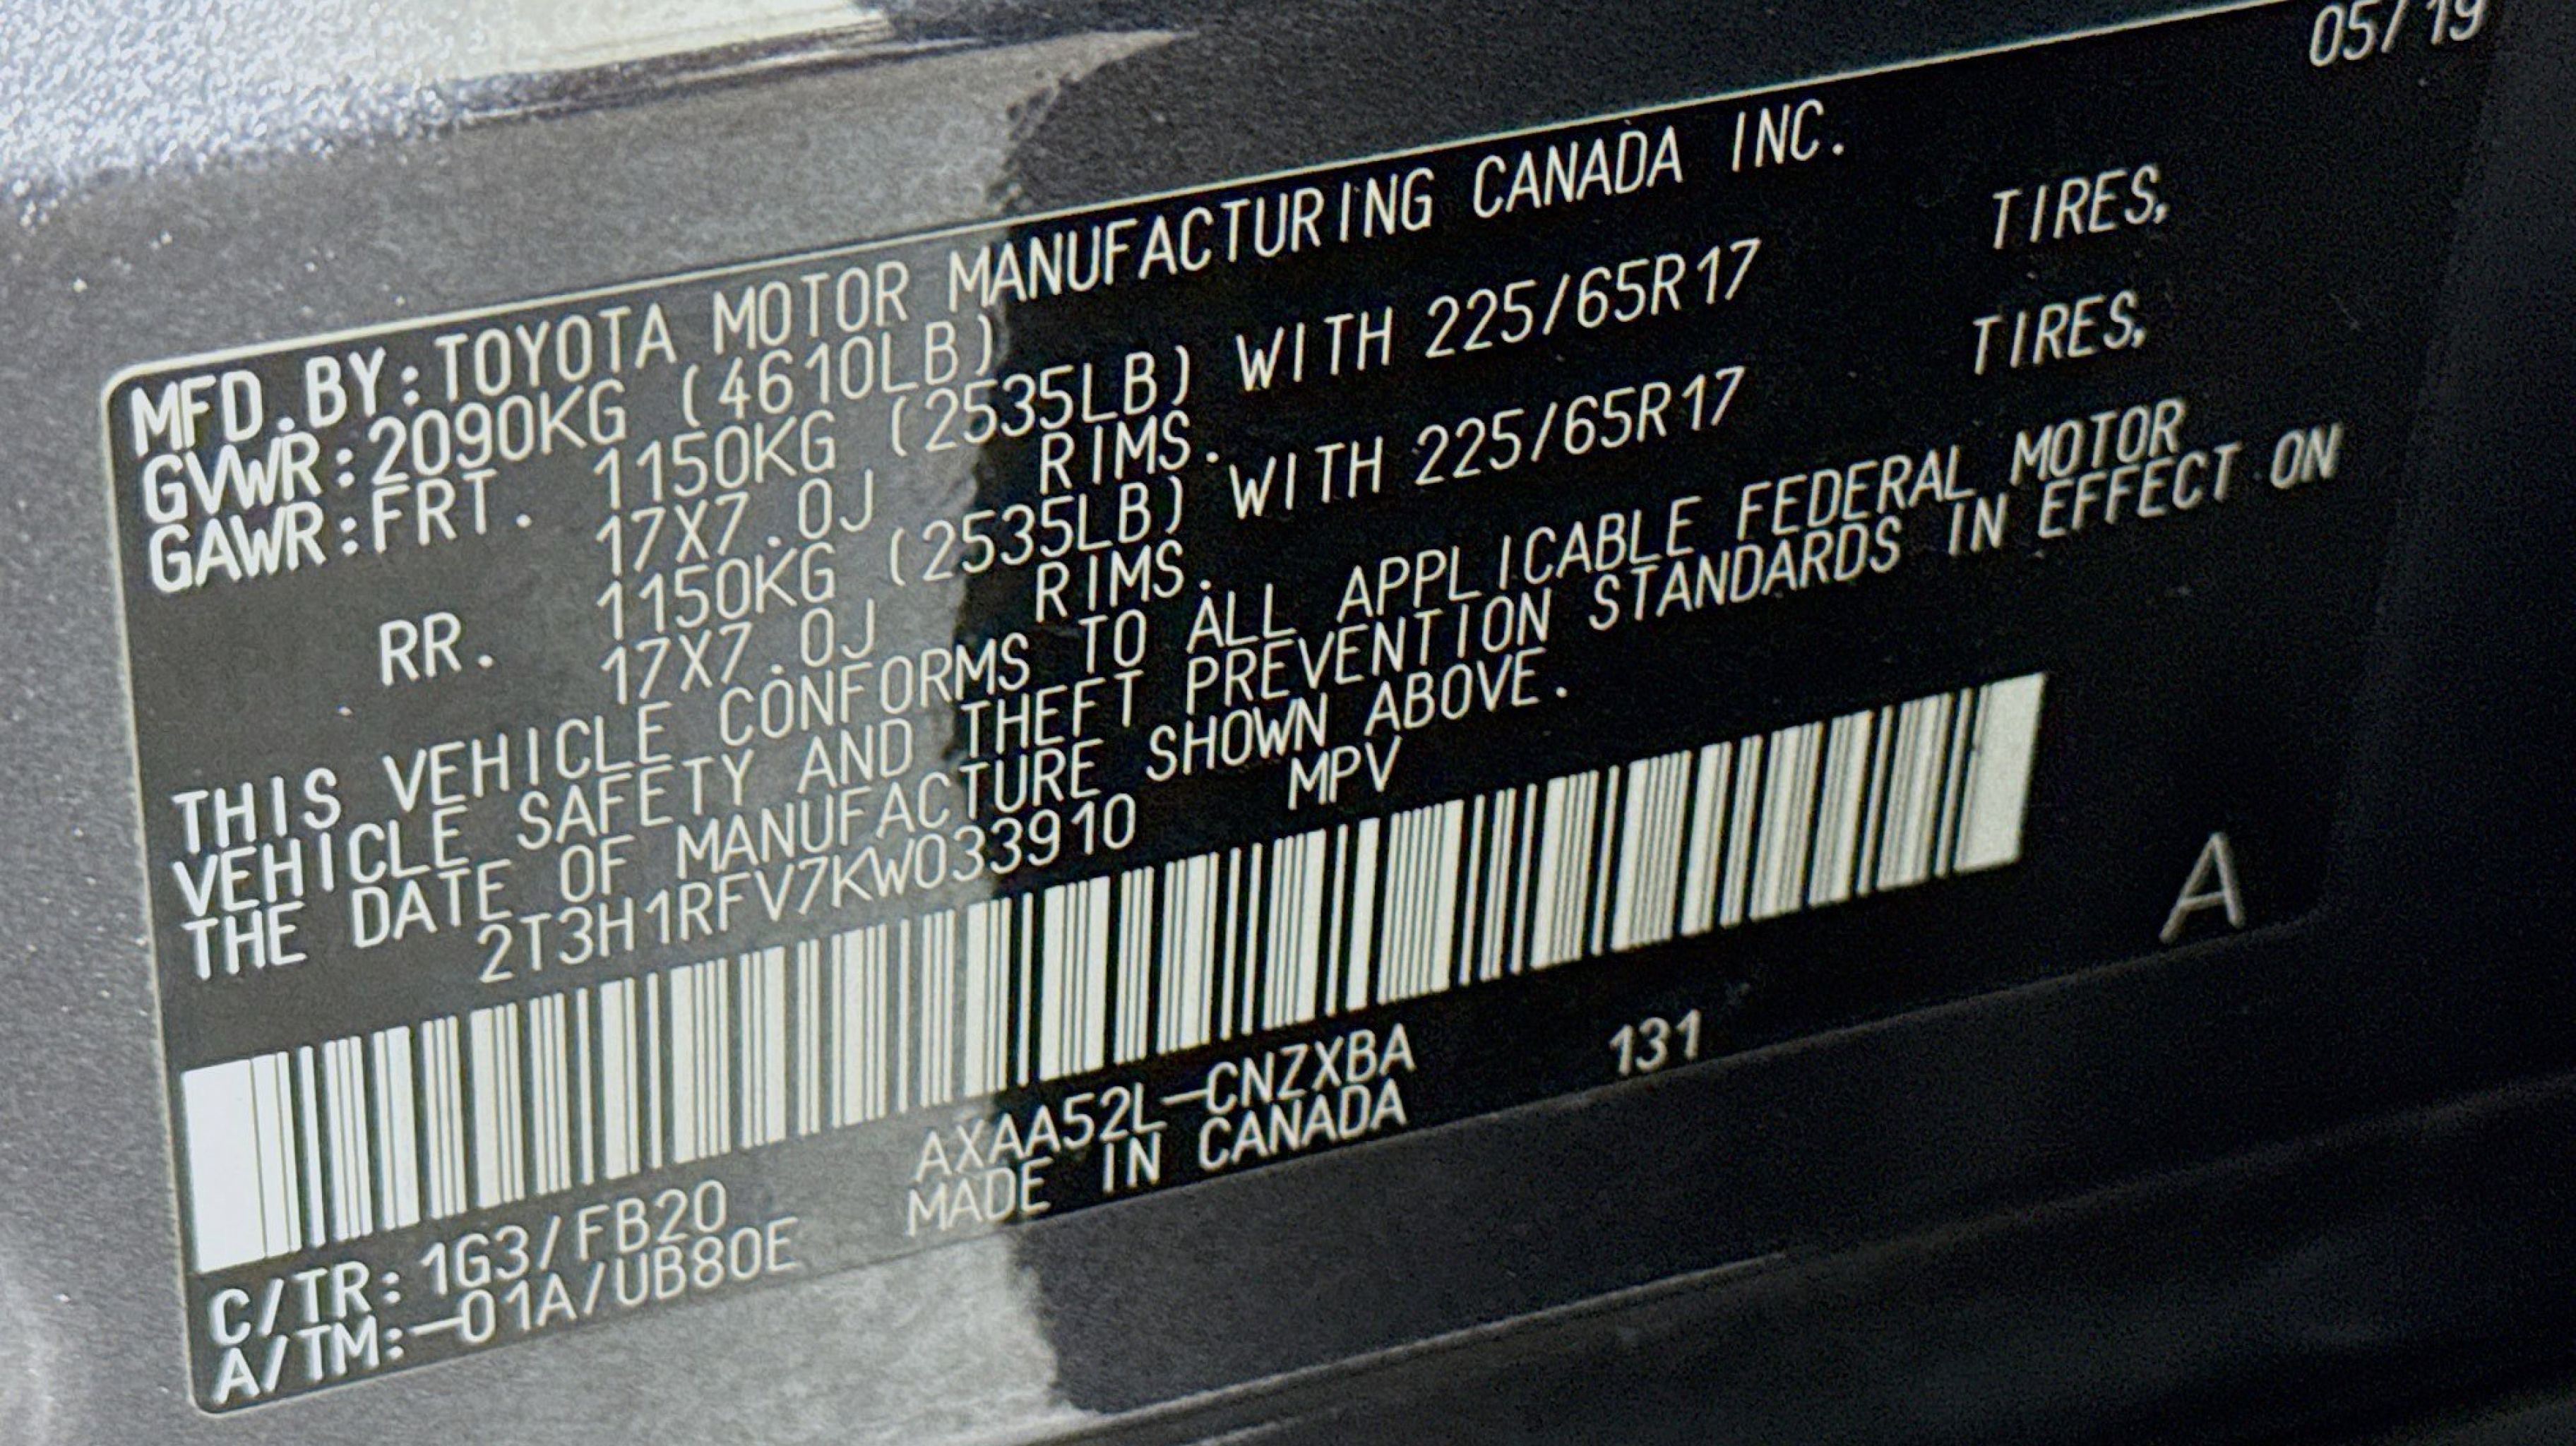 05/19
MFD.BY:TOYOTA MOTOR MANUFACTURING CANADA INC.
GVWR:2090KG (4610LB)
GAWR:FRT. 1150KG (2535LB) WITH 225/65R17 TIRES,
17X7.0J RIMS.
RR. 1150KG (2535LB) WITH 225/65R17 TIRES,
17X7.0J RIMS.
THIS VEHICLE CONFORMS TO ALL APPLICABLE FEDERAL MOTOR
VEHICLE SAFETY AND THEFT PREVENTION STANDARDS IN EFFECT ON
THE DATE OF MANUFACTURE SHOWN ABOVE.
2T3H1RFV7KW033910 MPV
A
C/TR:1G3/FB20 AXAA52L-CNZXBA 131
A/TM:-01A/UB80E MADE IN CANADA